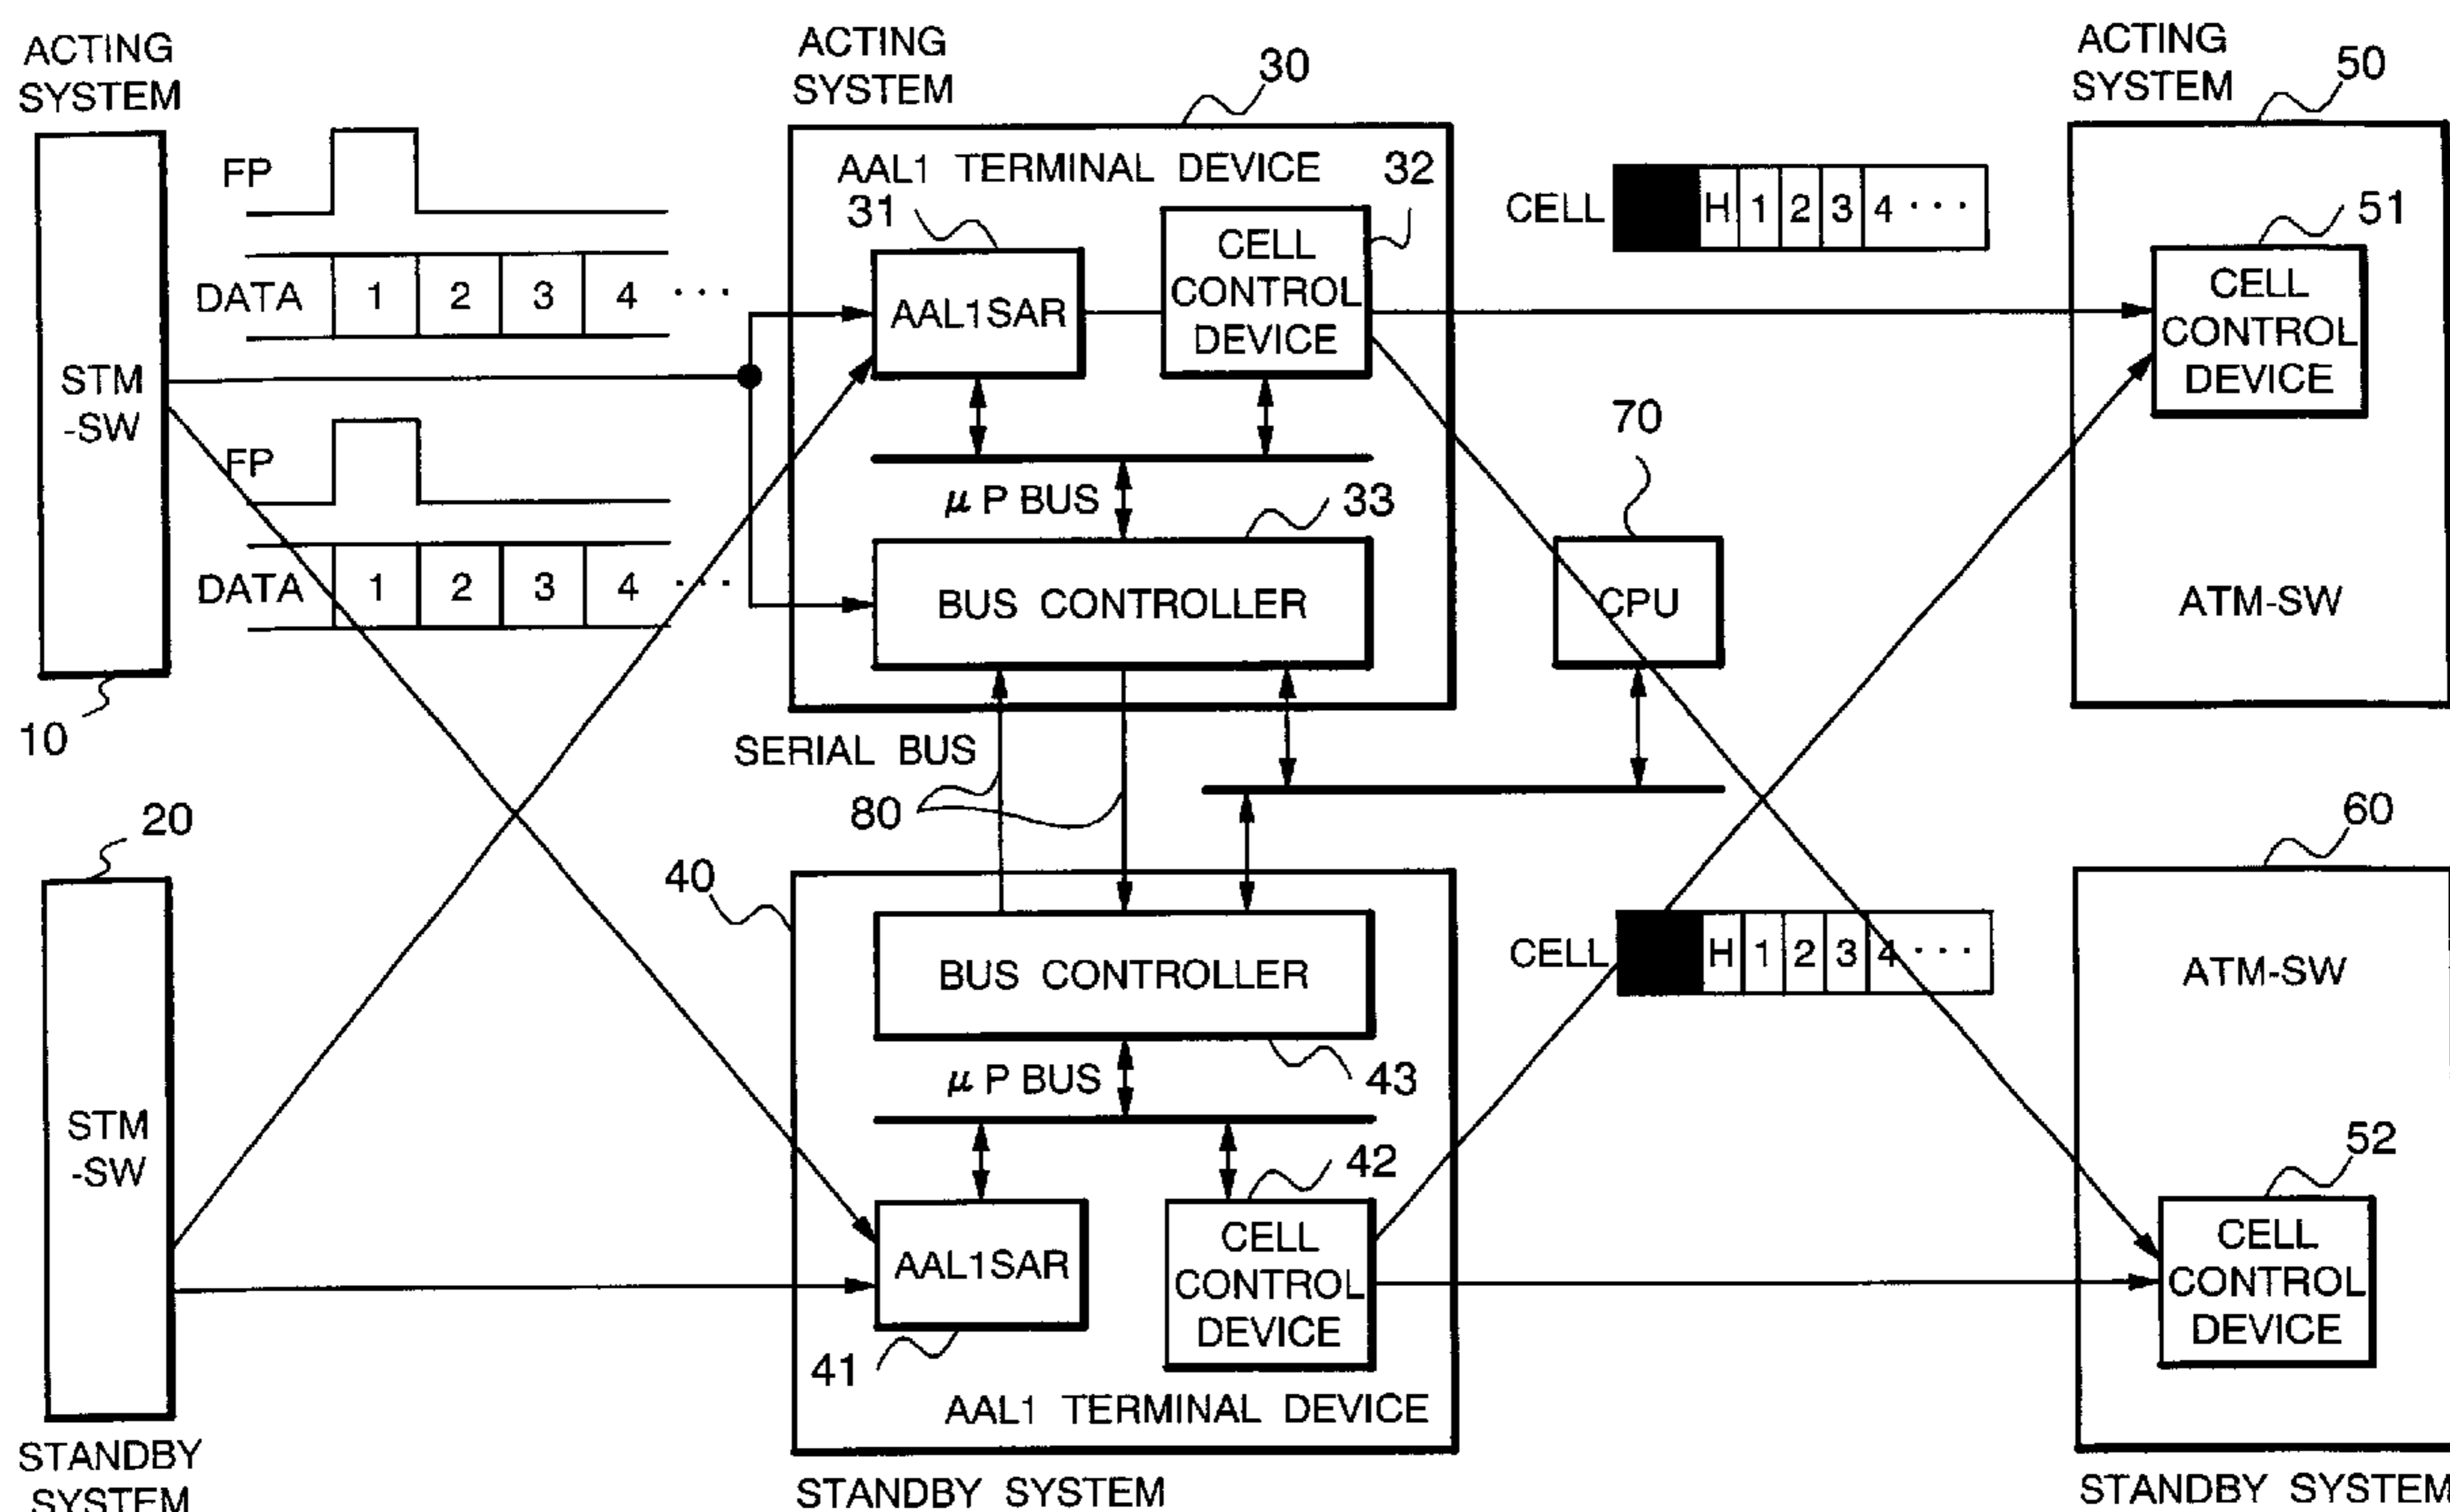 ACTING
SYSTEM
ACTING
SYSTEM
30
ACTING
SYSTEM
50
FP
DATA 1 2 3 4 ...
STM
-SW
10
FP
DATA 1 2 3 4 ...
AAL1 TERMINAL DEVICE
31
32
AAL1SAR
CELL
CONTROL
DEVICE
μP BUS
33
BUS CONTROLLER
CELL H 1 2 3 4 ...
51
CELL
CONTROL
DEVICE
ATM-SW
70
CPU
SERIAL BUS
80
20
STM
-SW
STANDBY
SYSTEM
40
BUS CONTROLLER
μP BUS
43
42
AAL1SAR
41
CELL
CONTROL
DEVICE
AAL1 TERMINAL DEVICE
STANDBY SYSTEM
CELL H 1 2 3 4 ...
60
ATM-SW
52
CELL
CONTROL
DEVICE
STANDBY SYSTEM